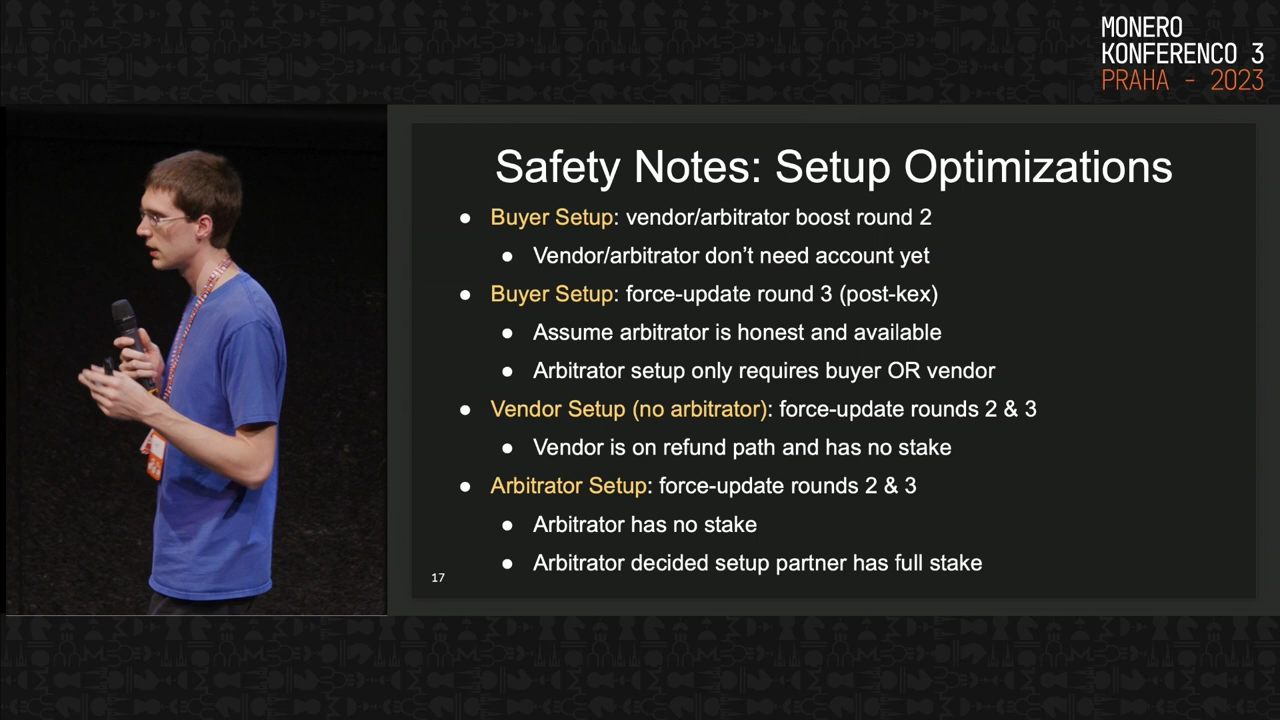 MONERO
KONFERENCO 3
PRAHA - 2023
Safety Notes: Setup Optimizations
● Buyer Setup: vendor/arbitrator boost round 2
● Vendor/arbitrator don’t need account yet
● Buyer Setup: force-update round 3 (post-kex)
● Assume arbitrator is honest and available
● Arbitrator setup only requires buyer OR vendor
● Vendor Setup (no arbitrator): force-update rounds 2 & 3
● Vendor is on refund path and has no stake
● Arbitrator Setup: force-update rounds 2 & 3
● Arbitrator has no stake
● Arbitrator decided setup partner has full stake
17